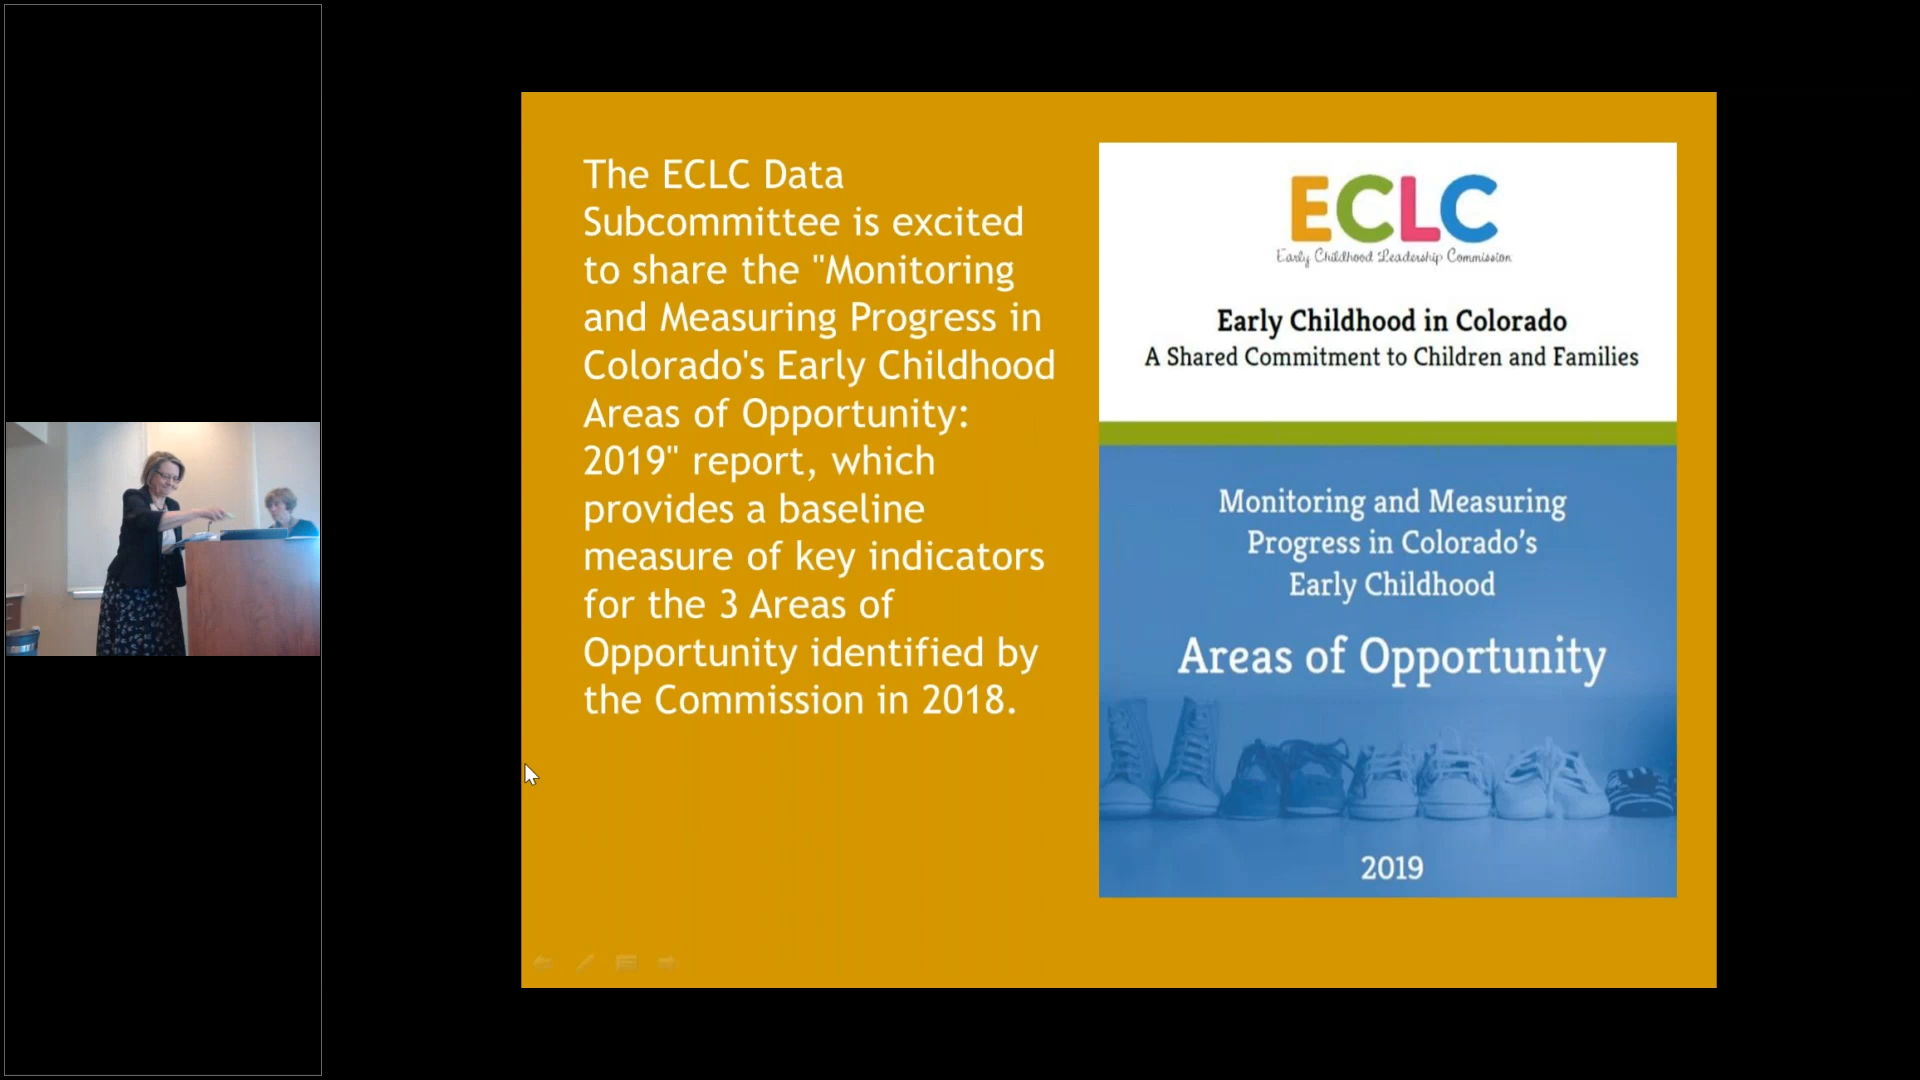 The ECLC Data
Subcommittee is excited
to share the "Monitoring
and Measuring Progress in
Colorado's Early Childhood
Areas of Opportunity:
2019" report, which
provides a baseline
measure of key indicators
for the 3 Areas of
Opportunity identified by
the Commission in 2018.
ECLC
Early Childhood Leadership Commission
Early Childhood in Colorado
A Shared Commitment to Children and Families
Monitoring and Measuring
Progress in Colorado’s
Early Childhood
Areas of Opportunity
2019